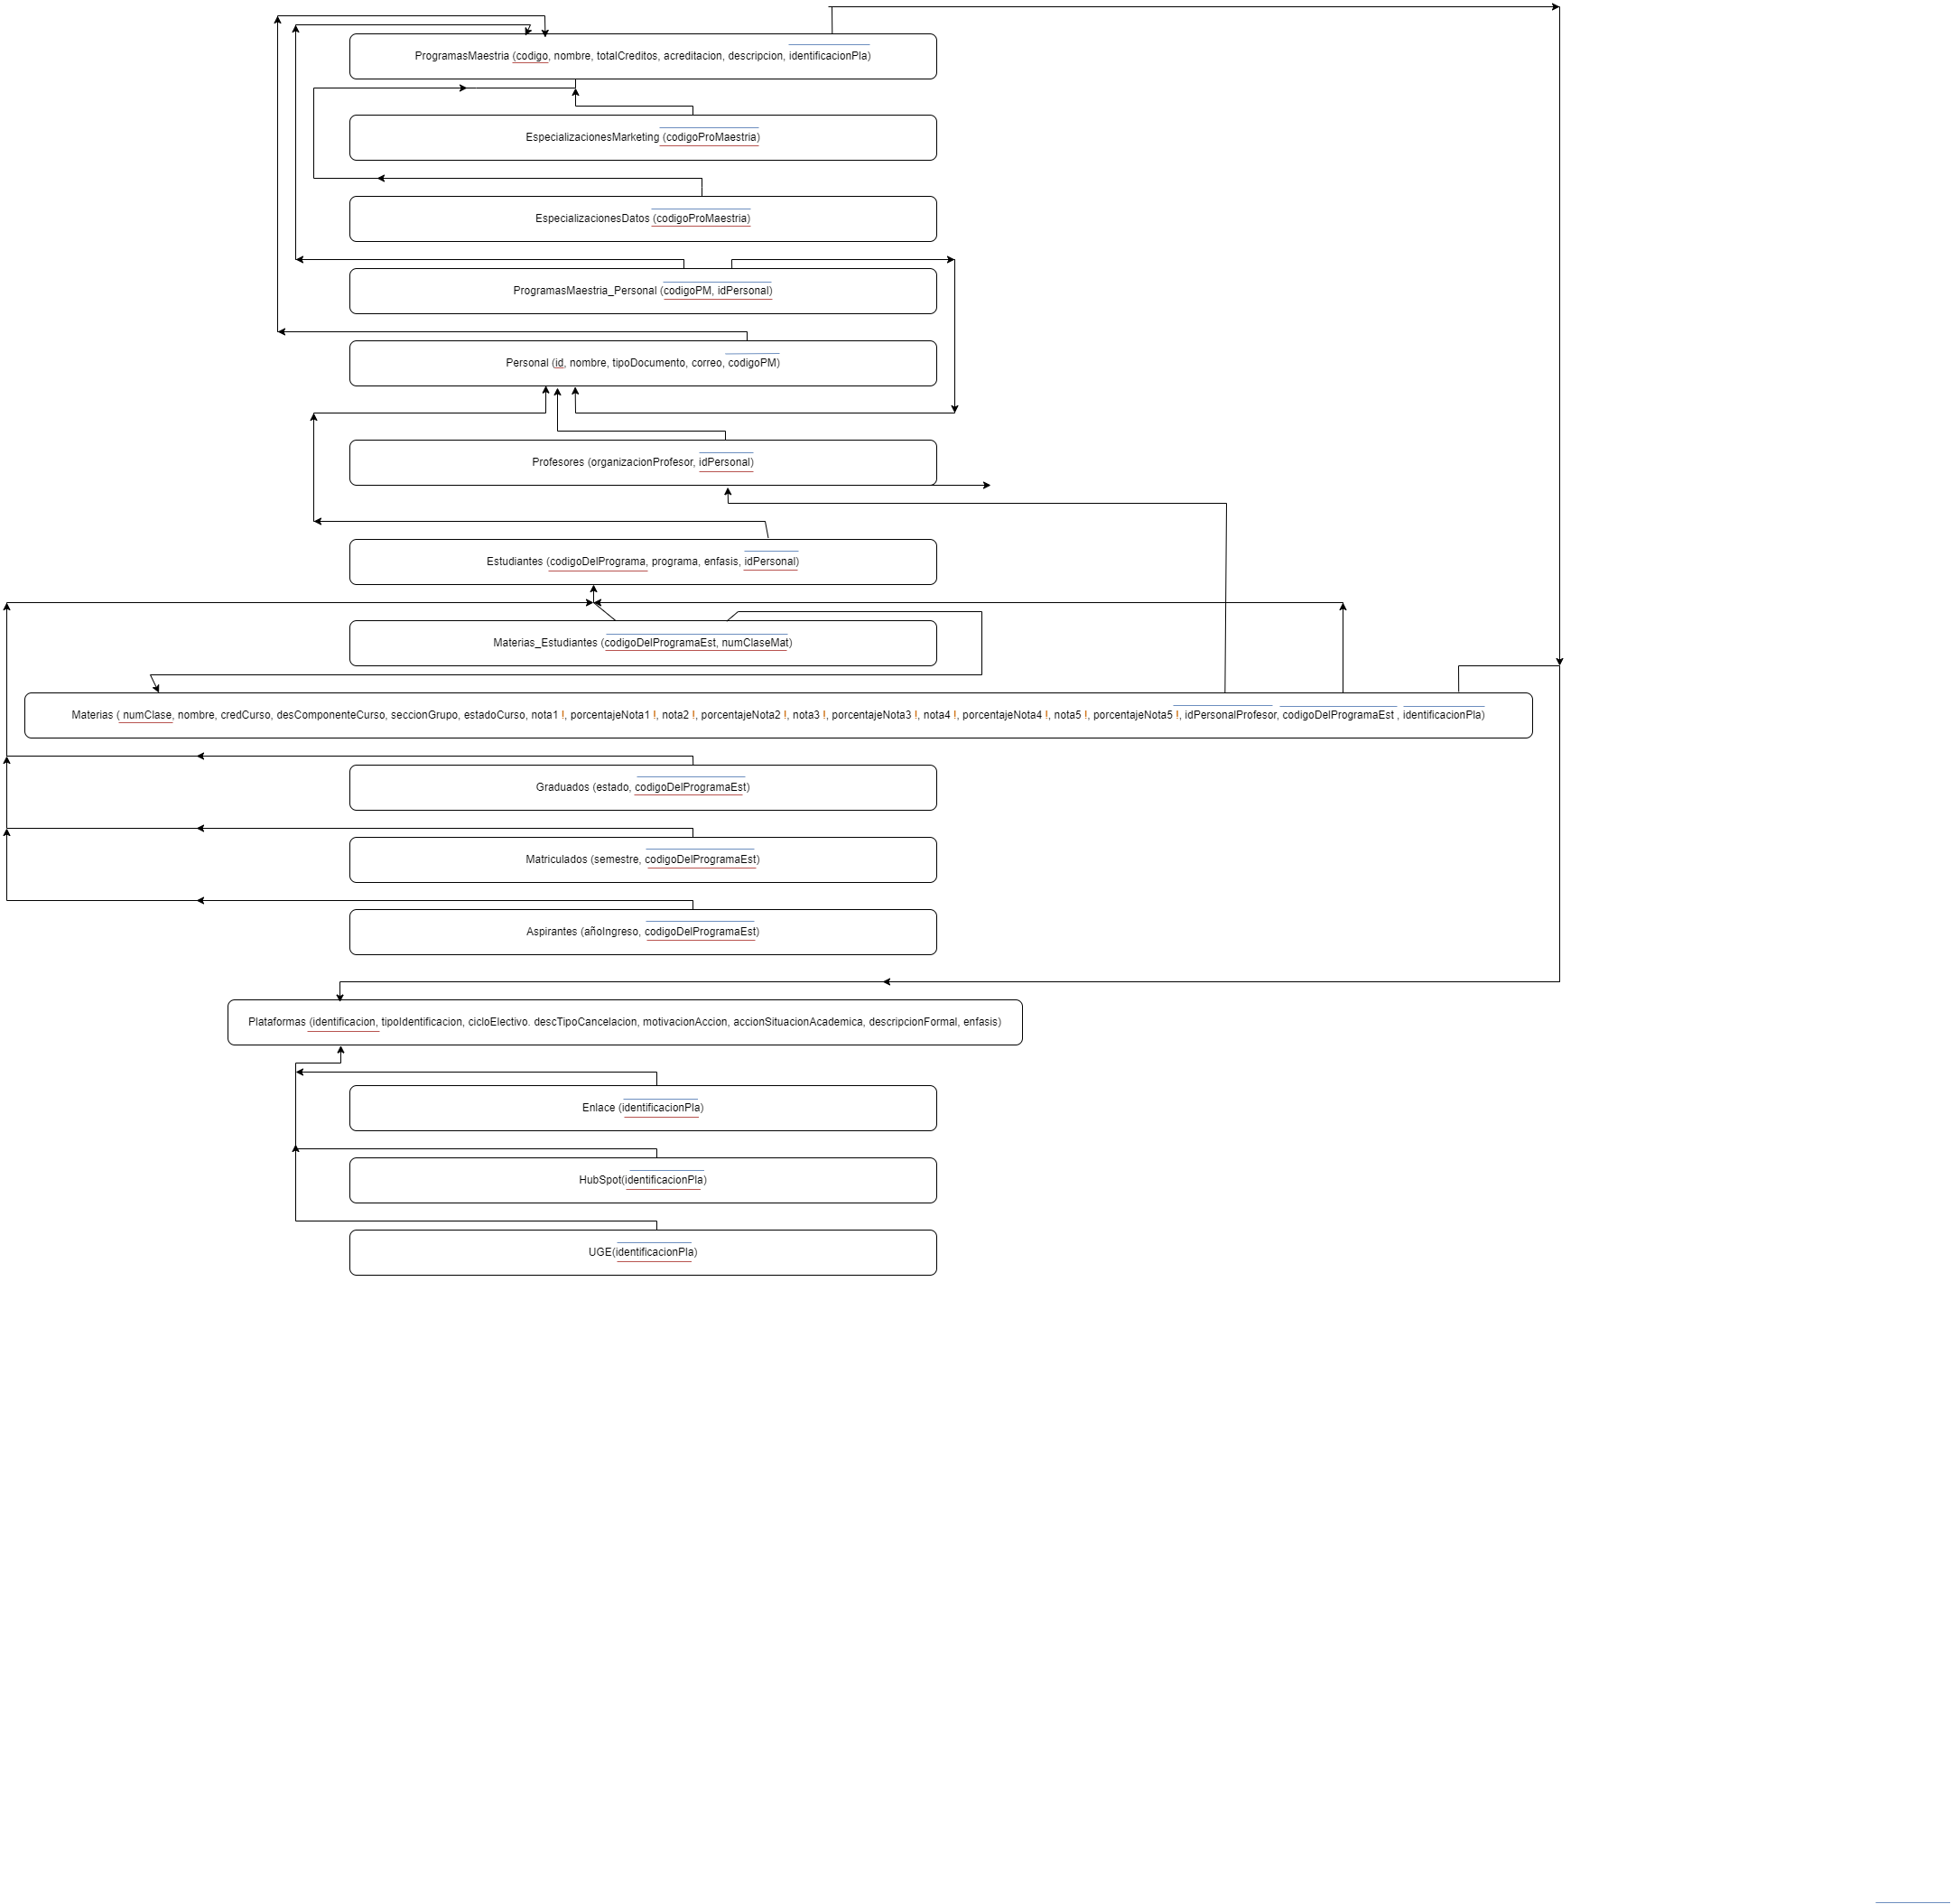 ProgramasMaestria (codigo, nombre, totalCreditos, acreditacion, descripcion, identificacionPla)
EspecializacionesMarketing (codigoProMaestria)
EspecializacionesDatos (codigoProMaestria)
ProgramasMaestria_Personal (codigoPM, idPersonal)
Personal (id, nombre, tipoDocumento, correo, codigoPM)
Profesores (organizacionProfesor, idPersonal)
Estudiantes (codigoDelPrograma, programa, enfasis, idPersonal)
Materias_Estudiantes (codigoDelProgramaEst, numClaseMat)
Materias ( numClase, nombre, credCurso, desComponenteCurso, seccionGrupo, estadoCurso, nota1 !, porcentajeNota1 !, nota2 !, porcentajeNota2 !, nota3 !, porcentajeNota3 !, nota4 !, porcentajeNota4 !, nota5 !, porcentajeNota5 !, idPersonalProfesor, codigoDelProgramaEst , identificacionPla)
Graduados (estado, codigoDelProgramaEst)
Matriculados (semestre, codigoDelProgramaEst)
Aspirantes (añoIngreso, codigoDelProgramaEst)
Plataformas (identificacion, tipoIdentificacion, cicloElectivo. descTipoCancelacion, motivacionAccion, accionSituacionAcademica, descripcionFormal, enfasis)
Enlace (identificacionPla)
HubSpot(identificacionPla)
UGE(identificacionPla)